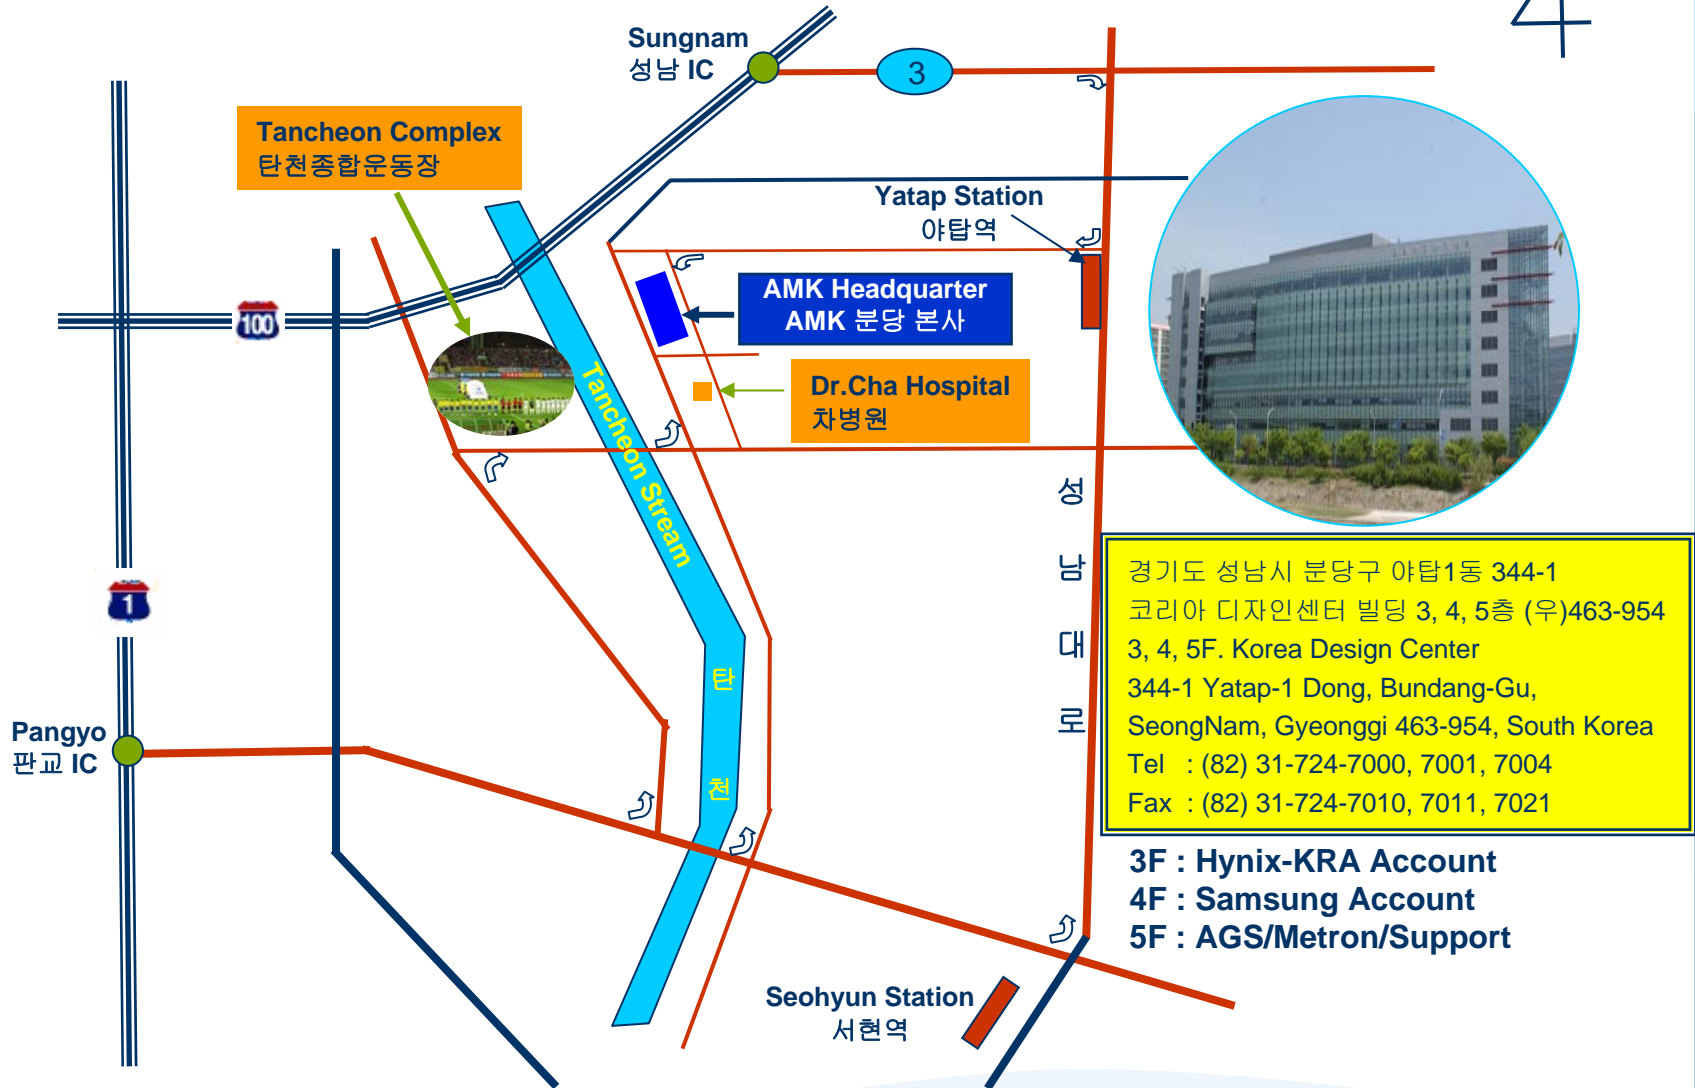 Sungnam
성남 IC
3
Tancheon Complex
탄천종합운동장
Yatap Station
야탑역
100
AMK Headquarter
AMK 분당 본사
Dr.Cha Hospital
차병원
Tancheon Stream
탄
천
성
남
대
로
1
Pangyo
판교 IC
경기도 성남시 분당구 야탑1동 344-1
코리아 디자인센터 빌딩 3, 4, 5층 (우)463-954
3, 4, 5F. Korea Design Center
344-1 Yatap-1 Dong, Bundang-Gu,
SeongNam, Gyeonggi 463-954, South Korea
Tel : (82) 31-724-7000, 7001, 7004
Fax : (82) 31-724-7010, 7011, 7021
3F : Hynix-KRA Account
4F : Samsung Account
5F : AGS/Metron/Support
Seohyun Station
서현역